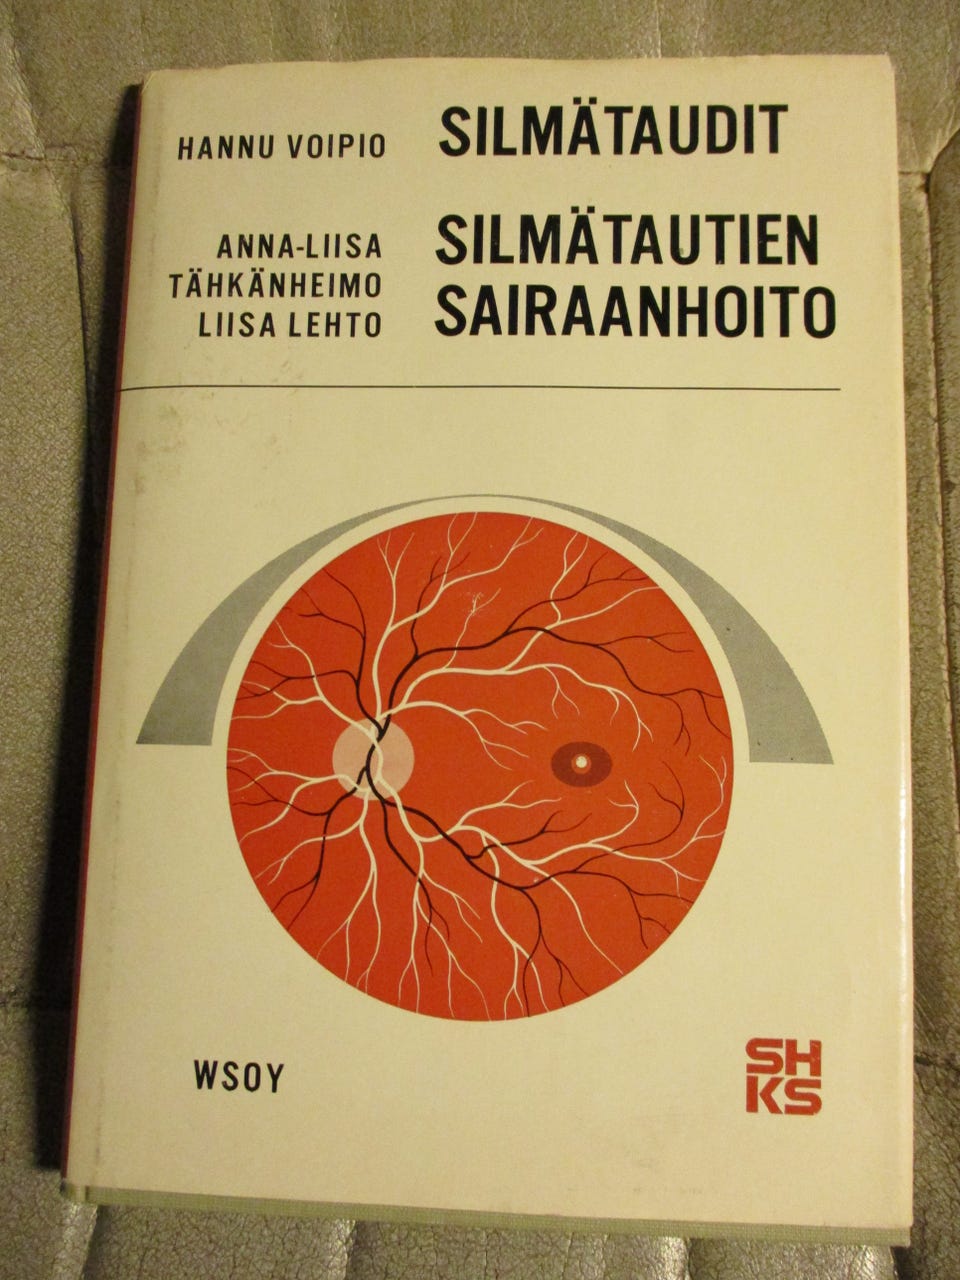 HANNU VOIPIO
SILMÄTAUDIT
ANNA-LIISA
TÄHKÄNHEIMO
LIISA LEHTO
SILMÄTAUTIEN
SAIRAANHOITO
WSOY
SH
KS